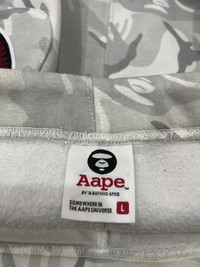 Aape
BY *A BATHING APE®
SOMEWHERE IN
THE AAPE UNIVERSE
L